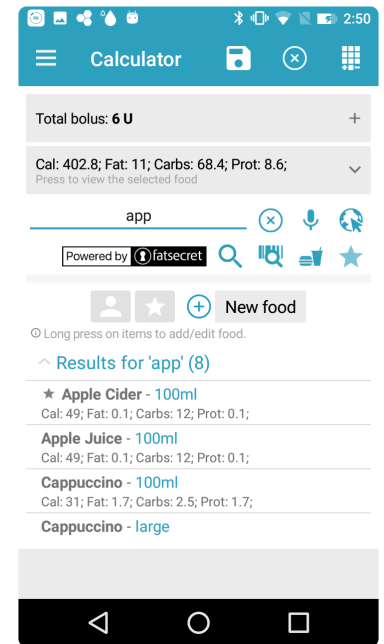 2:50
Calculator
Total bolus: 6 U
Cal: 402.8; Fat: 11; Carbs: 68.4; Prot: 8.6;
Press to view the selected food
app
Powered by fatsecret
New food
Long press on items to add/edit food.
Results for 'app' (8)
Apple Cider - 100ml
Cal: 49; Fat: 0.1; Carbs: 12; Prot: 0.1;
Apple Juice - 100ml
Cal: 49; Fat: 0.1; Carbs: 12; Prot: 0.1;
Cappuccino - 100ml
Cal: 31; Fat: 1.7; Carbs: 2.5; Prot: 1.7;
Cappuccino - large